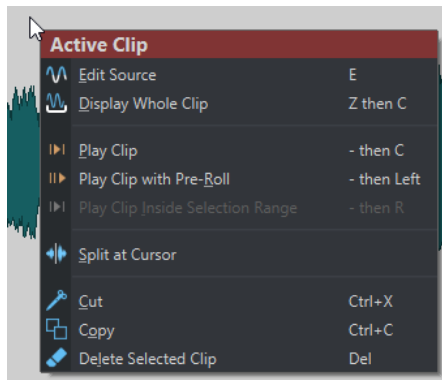 Active Clip
Edit Source E
Display Whole Clip Z then C
Play Clip - then C
Play Clip with Pre-Roll - then Left
Play Clip Inside Selection Range - then R
Split at Cursor
Cut Ctrl+X
Copy Ctrl+C
Delete Selected Clip Del